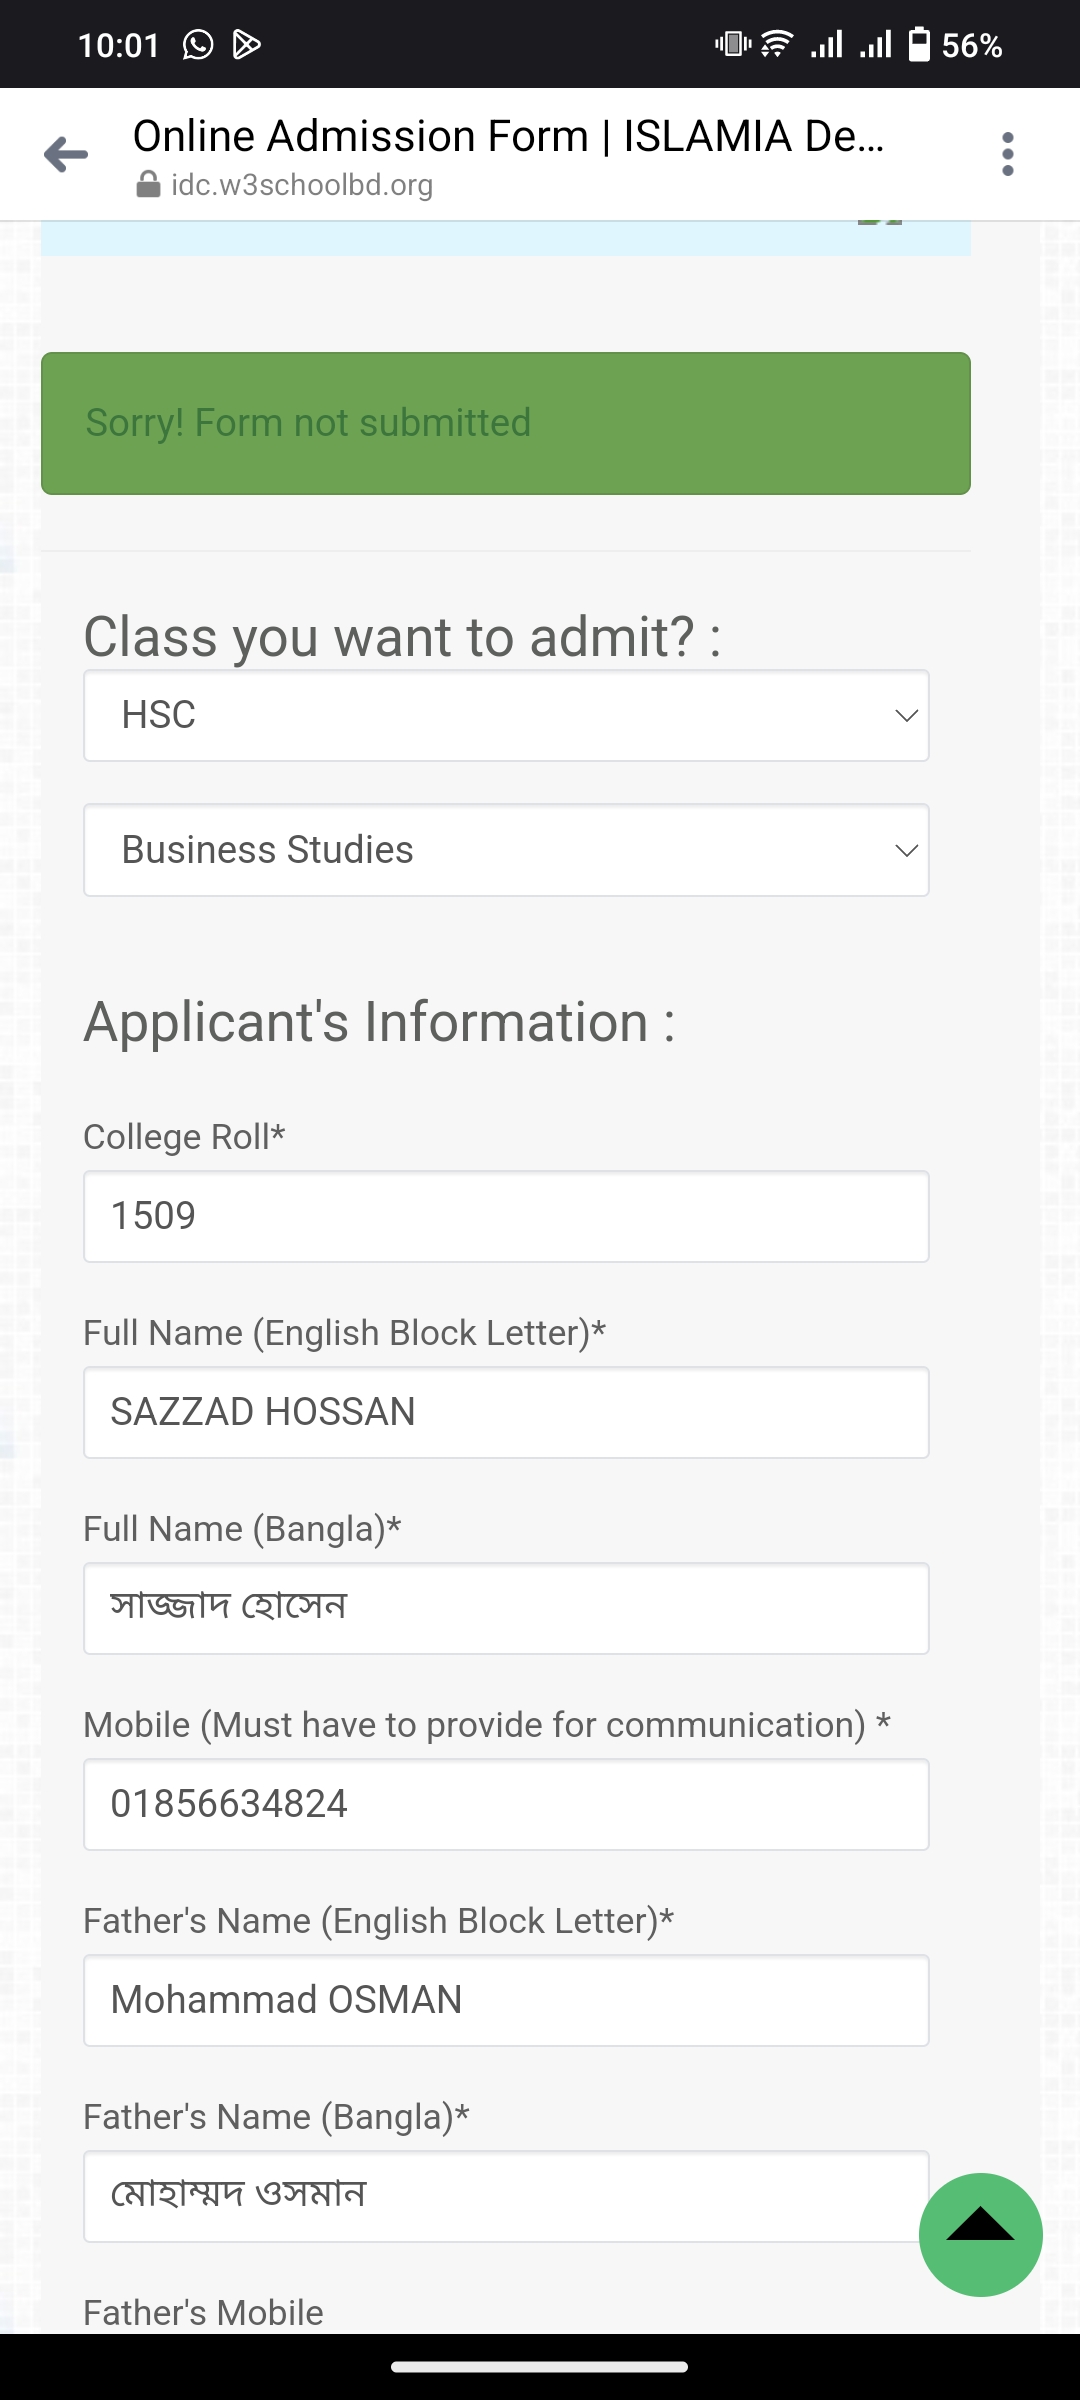 10:01 56%
Online Admission Form | ISLAMIA De...
idc.w3schoolbd.org
Sorry! Form not submitted
Class you want to admit? :
HSC
Business Studies
Applicant's Information :
College Roll*
1509
Full Name (English Block Letter)*
SAZZAD HOSSAN
Full Name (Bangla)*
সাজ্জাদ হোসেন
Mobile (Must have to provide for communication) *
01856634824
Father's Name (English Block Letter)*
Mohammad OSMAN
Father's Name (Bangla)*
মোহাম্মদ ওসমান
Father's Mobile